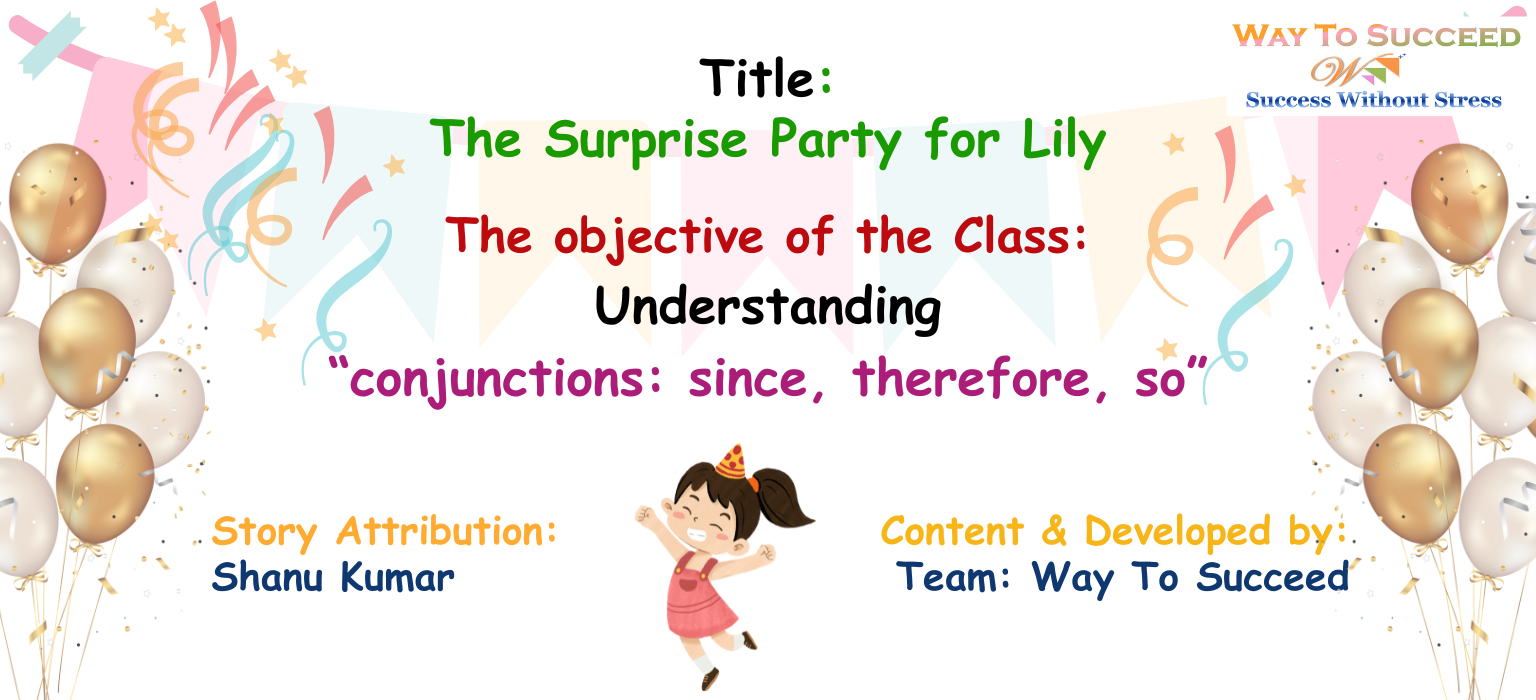 WAY TO SUCCEED
Success Without Stress
Title:
The Surprise Party for Lily
The objective of the Class:
Understanding
“conjunctions: since, therefore, so”
Story Attribution:
Shanu Kumar
Content & Developed by:
Team: Way To Succeed